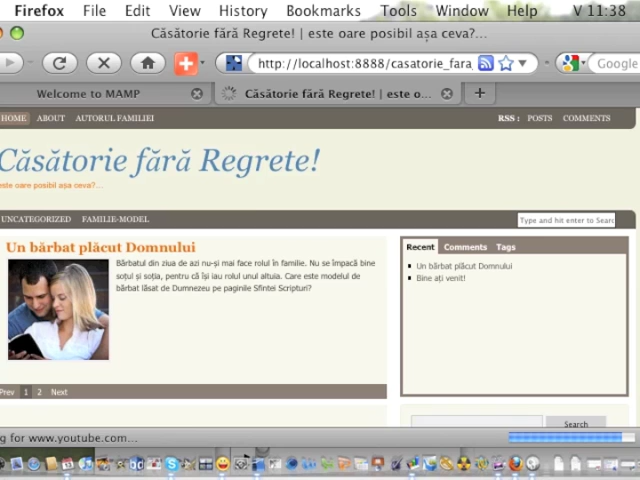 Firefox File Edit View History Bookmarks Tools Window Help V 11:38
Căsătorie fără Regrete! | este oare posibil așa ceva?...
http://localhost:8888/casatorie_fara Google
Welcome to MAMP Căsătorie fără Regrete! | este o...
HOME ABOUT AUTORUL FAMILIEI RSS : POSTS COMMENTS
Căsătorie fără Regrete!
este oare posibil așa ceva?...
UNCATEGORIZED FAMILIE-MODEL Type and hit enter to Searc
Un bărbat plăcut Domnului
Bărbatul din ziua de azi nu-și mai face rolul în familie. Nu se împacă bine
soțul și soția, pentru că își iau rolul unul altuia. Care este modelul de
bărbat lăsat de Dumnezeu pe paginile Sfintei Scripturi?
Prev 1 2 Next
Recent Comments Tags
Un bărbat plăcut Domnului
Bine ați venit!
Search
g for www.youtube.com...